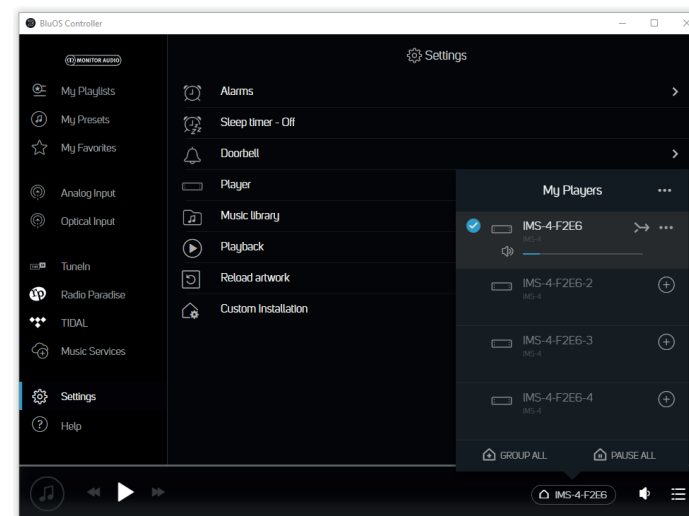 BluOS Controller
MONITOR AUDIO
Settings
My Playlists
My Presets
My Favorites
Analog Input
Optical Input
TuneIn
Radio Paradise
TIDAL
Music Services
Settings
Help
Alarms
Sleep timer - Off
Doorbell
Player
Music library
Playback
Reload artwork
Custom Installation
My Players
IMS-4-F2E6
IMS-4
IMS-4-F2E6-2
IMS-4
IMS-4-F2E6-3
IMS-4
IMS-4-F2E6-4
IMS-4
GROUP ALL PAUSE ALL
IMS-4-F2E6